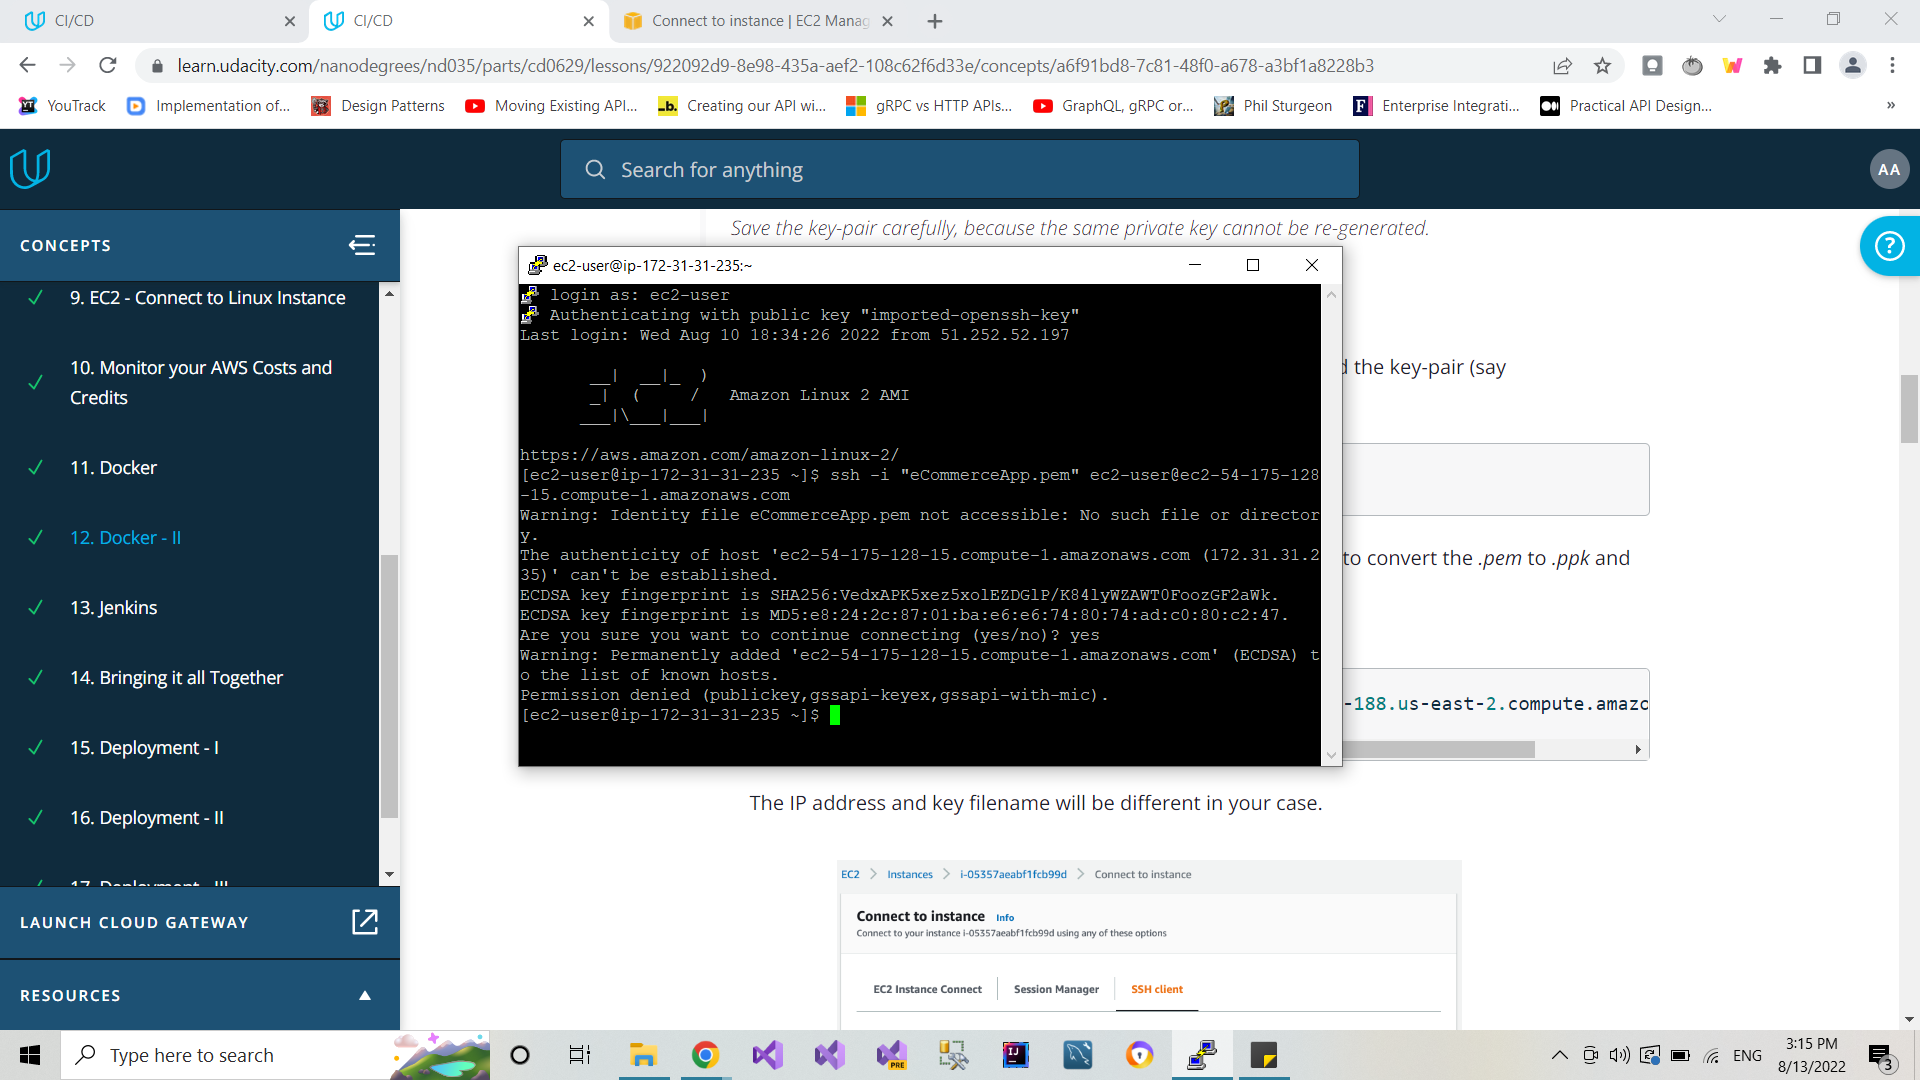 CI/CD
CI/CD
Connect to instance | EC2 Manag
learn.udacity.com/nanodegrees/nd035/parts/cd0629/lessons/922092d9-8e98-435a-aef2-108c62f6d33e/concepts/a6f91bd8-7c81-48f0-a678-a3bf1a8228b3
YouTrack
Implementation of...
Design Patterns
Moving Existing API...
Creating our API wi...
gRPC vs HTTP APIs...
GraphQL, gRPC or...
Phil Sturgeon
Enterprise Integrati...
Practical API Design...
»
Search for anything
AA
CONCEPTS
9. EC2 - Connect to Linux Instance
10. Monitor your AWS Costs and
Credits
11. Docker
12. Docker - II
13. Jenkins
14. Bringing it all Together
15. Deployment - I
16. Deployment - II
17. Deployment - III
LAUNCH CLOUD GATEWAY
RESOURCES
Save the key-pair carefully, because the same private key cannot be re-generated.
ec2-user@ip-172-31-31-235:~
login as: ec2-user
Authenticating with public key "imported-openssh-key"
Last login: Wed Aug 10 18:34:26 2022 from 51.252.52.197
__|  __|_  )
_|  (     /   Amazon Linux 2 AMI
___|\___|___|
https://aws.amazon.com/amazon-linux-2/
[ec2-user@ip-172-31-31-235 ~]$ ssh -i "eCommerceApp.pem" ec2-user@ec2-54-175-128
-15.compute-1.amazonaws.com
Warning: Identity file eCommerceApp.pem not accessible: No such file or director
y.
The authenticity of host 'ec2-54-175-128-15.compute-1.amazonaws.com (172.31.31.2
35)' can't be established.
ECDSA key fingerprint is SHA256:VedxAPK5xez5xolEZDGlP/K84lyWZAWT0FoozGF2aWk.
ECDSA key fingerprint is MD5:e8:24:2c:87:01:ba:e6:e6:74:80:74:ad:c0:80:c2:47.
Are you sure you want to continue connecting (yes/no)? yes
Warning: Permanently added 'ec2-54-175-128-15.compute-1.amazonaws.com' (ECDSA) t
o the list of known hosts.
Permission denied (publickey,gssapi-keyex,gssapi-with-mic).
[ec2-user@ip-172-31-31-235 ~]$
d the key-pair (say
to convert the .pem to .ppk and
-188.us-east-2.compute.amazo
The IP address and key filename will be different in your case.
EC2 > Instances > i-05357aeabf1fcb99d > Connect to instance
Connect to instance Info
Connect to your instance i-05357aeabf1fcb99d using any of these options
EC2 Instance Connect
Session Manager
SSH client
Type here to search
PRE
ENG
3:15 PM
8/13/2022
3